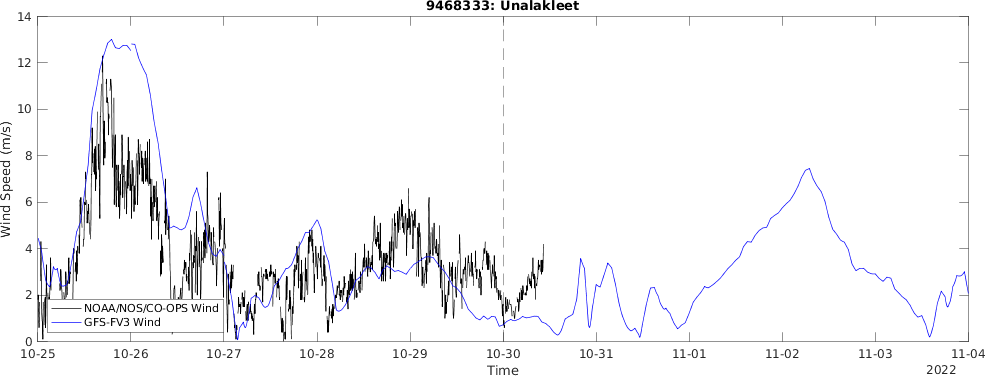 9468333: Unalakleet
14
12
10
8
6
4
2
0
Wind Speed (m/s)
NOAA/NOS/CO-OPS Wind
GFS-FV3 Wind
10-25 10-26 10-27 10-28 10-29 10-30 10-31 11-01 11-02 11-03 11-04
Time
2022